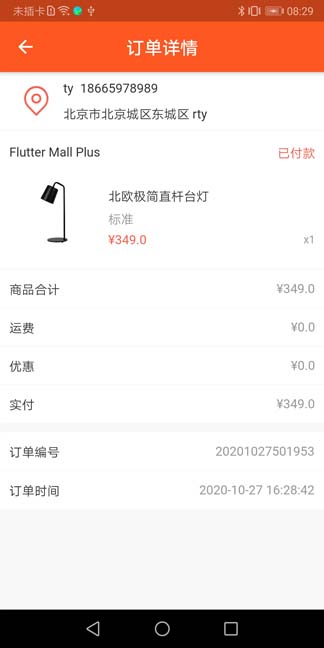 未插卡 08:29
订单详情
ty 18665978989
北京市北京城区东城区 rty
Flutter Mall Plus 已付款
北欧极简直杆台灯
标准
¥349.0 x1
商品合计 ¥349.0
运费 ¥0.0
优惠 ¥0.0
实付 ¥349.0
订单编号 20201027501953
订单时间 2020-10-27 16:28:42